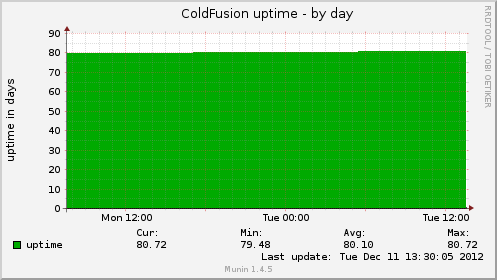 ColdFusion uptime - by day
RRDTOOL / TOBI OETIKER
uptime in days
90
80
70
60
50
40
30
20
10
0
Mon 12:00 Tue 00:00 Tue 12:00
Cur: Min: Avg: Max:
uptime 80.72 79.48 80.10 80.72
Last update: Tue Dec 11 13:30:05 2012
Munin 1.4.5